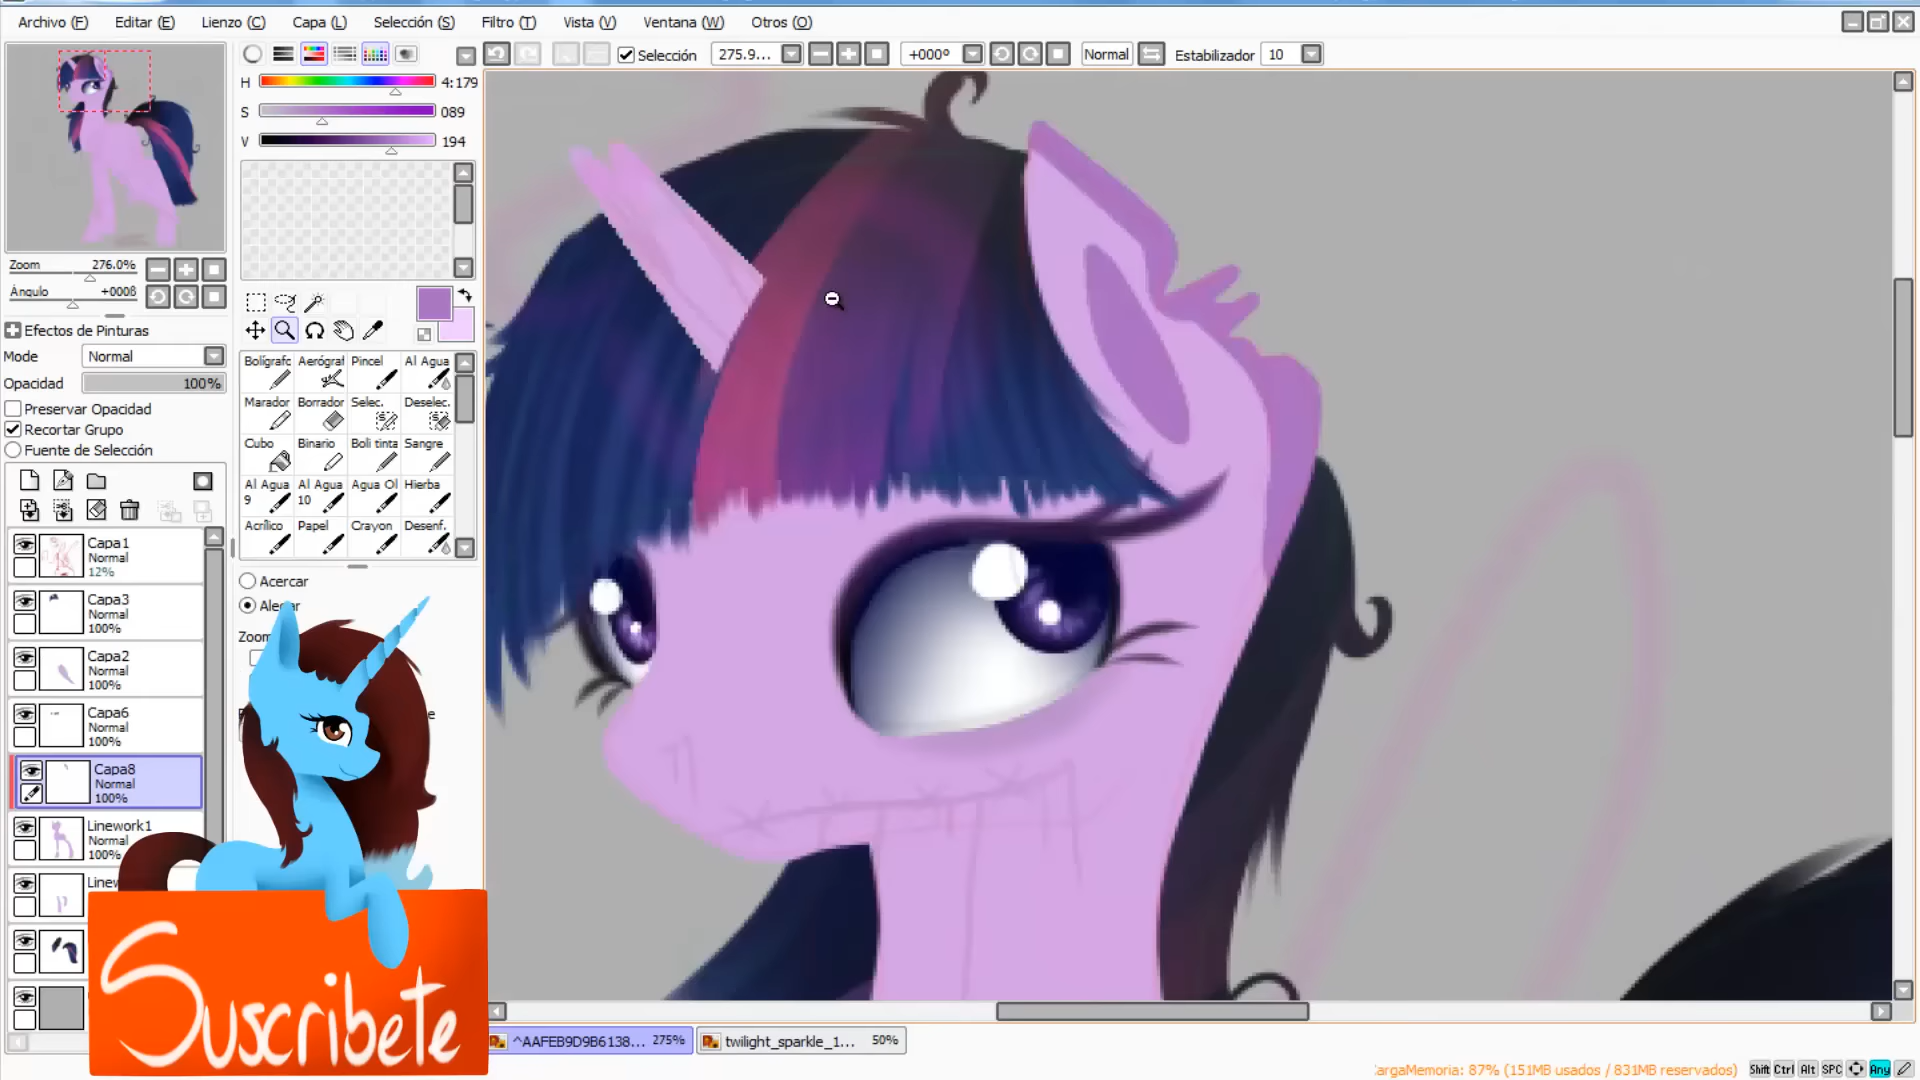 Archivo (F) Editar (E) Lienzo (C) Capa (L) Selección (S) Filtro (T) Vista (V) Ventana (W) Otros (O)
Selección 275.9... +000º Normal Estabilizador 10
H 4:179
S 089
V 194
Zoom 276.0%
Ángulo +0008
Efectos de Pinturas
Mode Normal
Opacidad 100%
Preservar Opacidad
Recortar Grupo
Fuente de Selección
Bolígrafc Aerógraf Pincel Al Agua
Marador Borrador Selec. Deselec.
Cubo Binario Boli tinta Sangre
Al Agua 9 Al Agua 10 Agua Ol Hierba
Acrílico Papel Crayon Desenf.
Capa1
Normal
12%
Capa3
Normal
100%
Capa2
Normal
100%
Capa6
Normal
100%
Capa8
Normal
100%
Linework1
Normal
100%
Linew
Acercar
Zoom
Suscribete
^AAFEB9D9B6138... 275% twilight_sparkle_1... 50%
CargaMemoria: 87% (151MB usados / 831MB reservados) Shift Ctrl Alt SPC Any